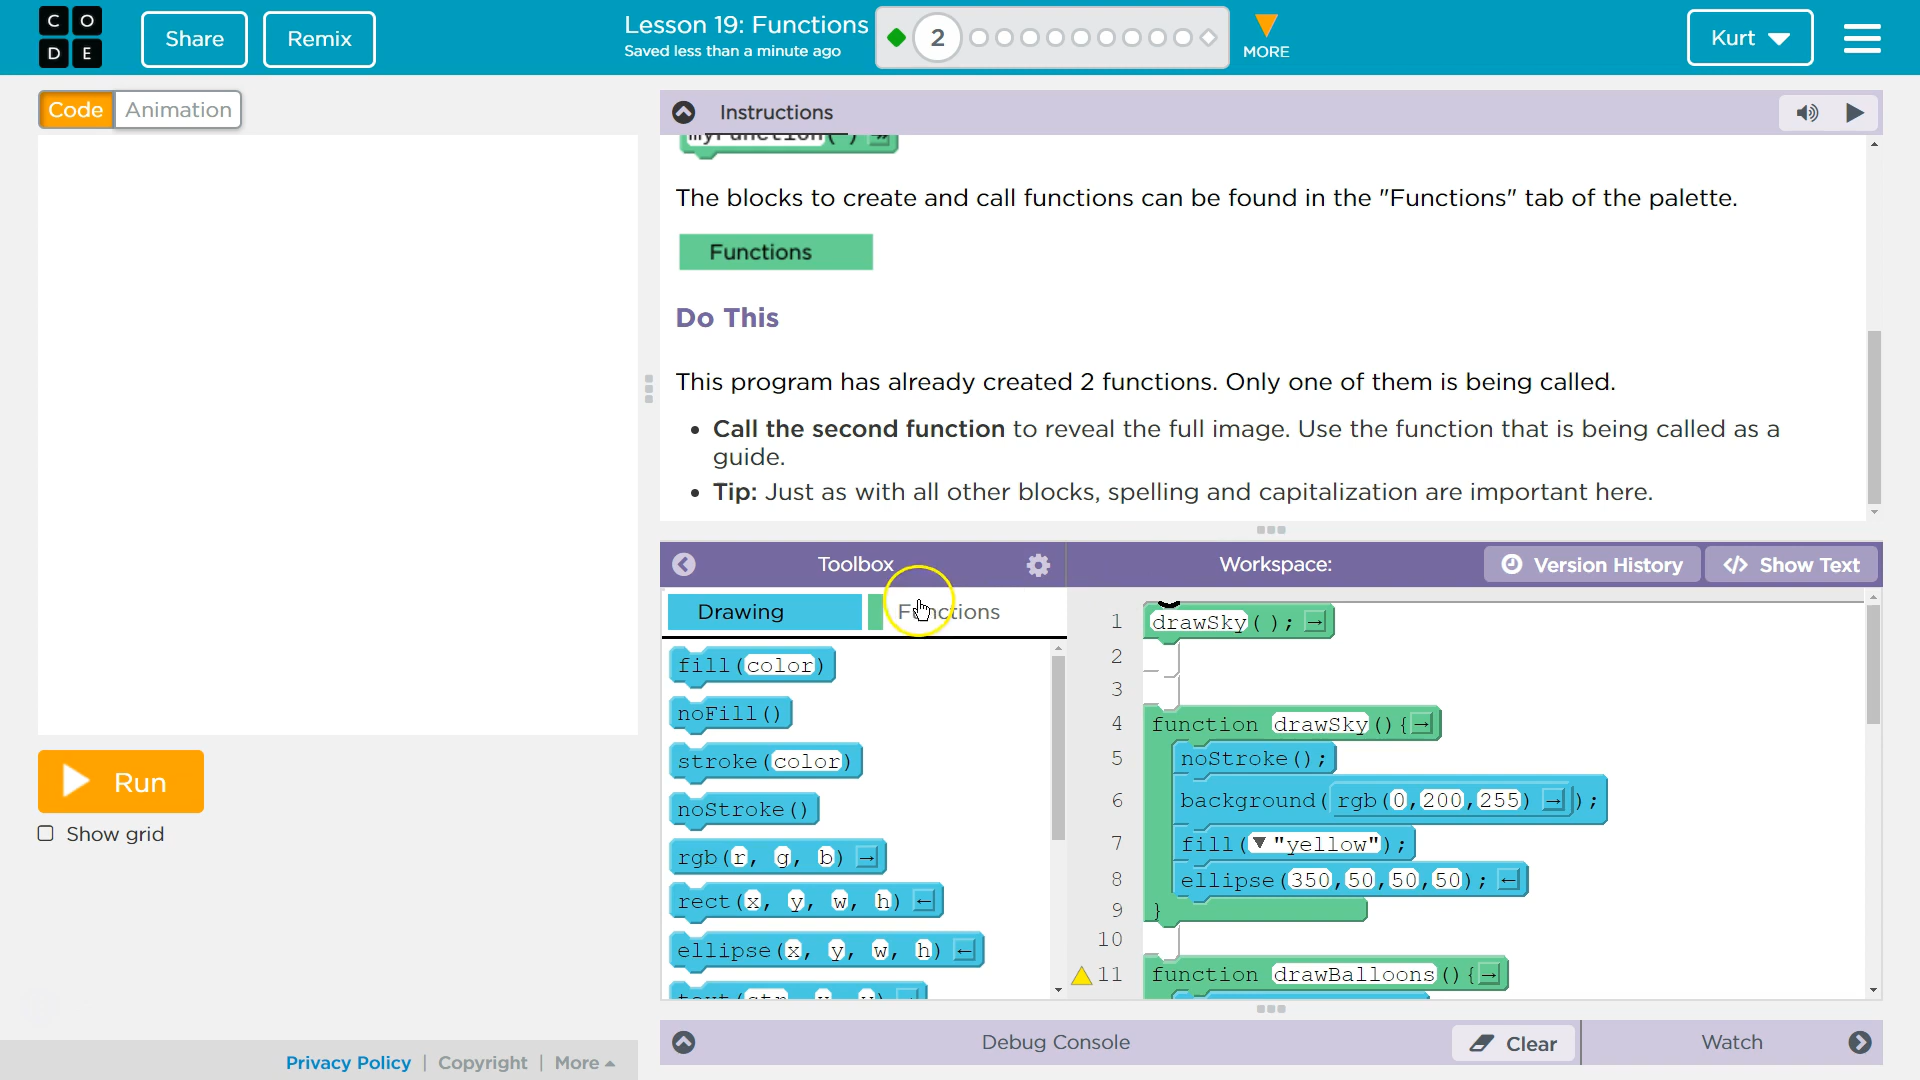 C O
D E
Share
Remix
Lesson 19: Functions
Saved less than a minute ago
2
MORE
Kurt
Code
Animation
Instructions
myFunction()
The blocks to create and call functions can be found in the "Functions" tab of the palette.
Functions
Do This
This program has already created 2 functions. Only one of them is being called.
• Call the second function to reveal the full image. Use the function that is being called as a
guide.
• Tip: Just as with all other blocks, spelling and capitalization are important here.
Toolbox
Workspace:
Version History
</> Show Text
Drawing
Functions
fill(color)
noFill()
stroke(color)
noStroke()
rgb(r, g, b)
rect(x, y, w, h)
ellipse(x, y, w, h)
1 drawSky();
2
3
4 function drawSky(){
5 noStroke();
6 background(rgb(0,200,255));
7 fill("yellow");
8 ellipse(350,50,50,50);
9 }
10
11 function drawBalloons(){
Run
Show grid
Debug Console
Clear
Watch
Privacy Policy | Copyright | More